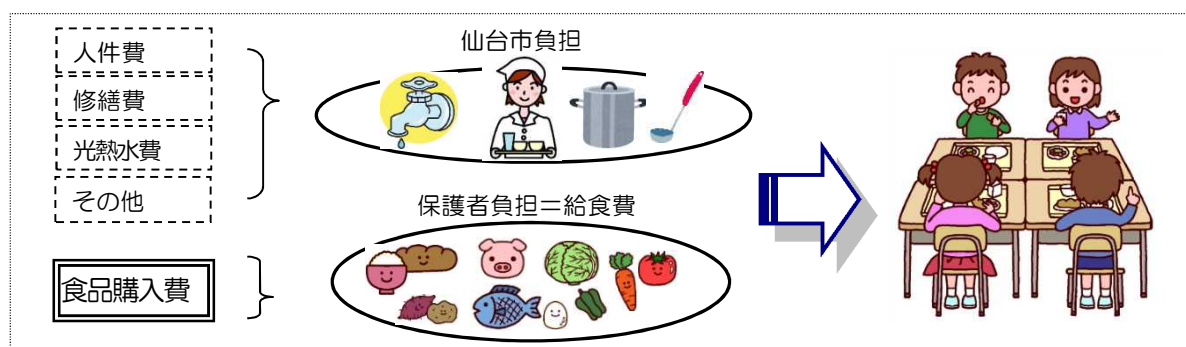 人件費
修繕費
光熱水費
その他
仙台市負担
保護者負担＝給食費
食品購入費